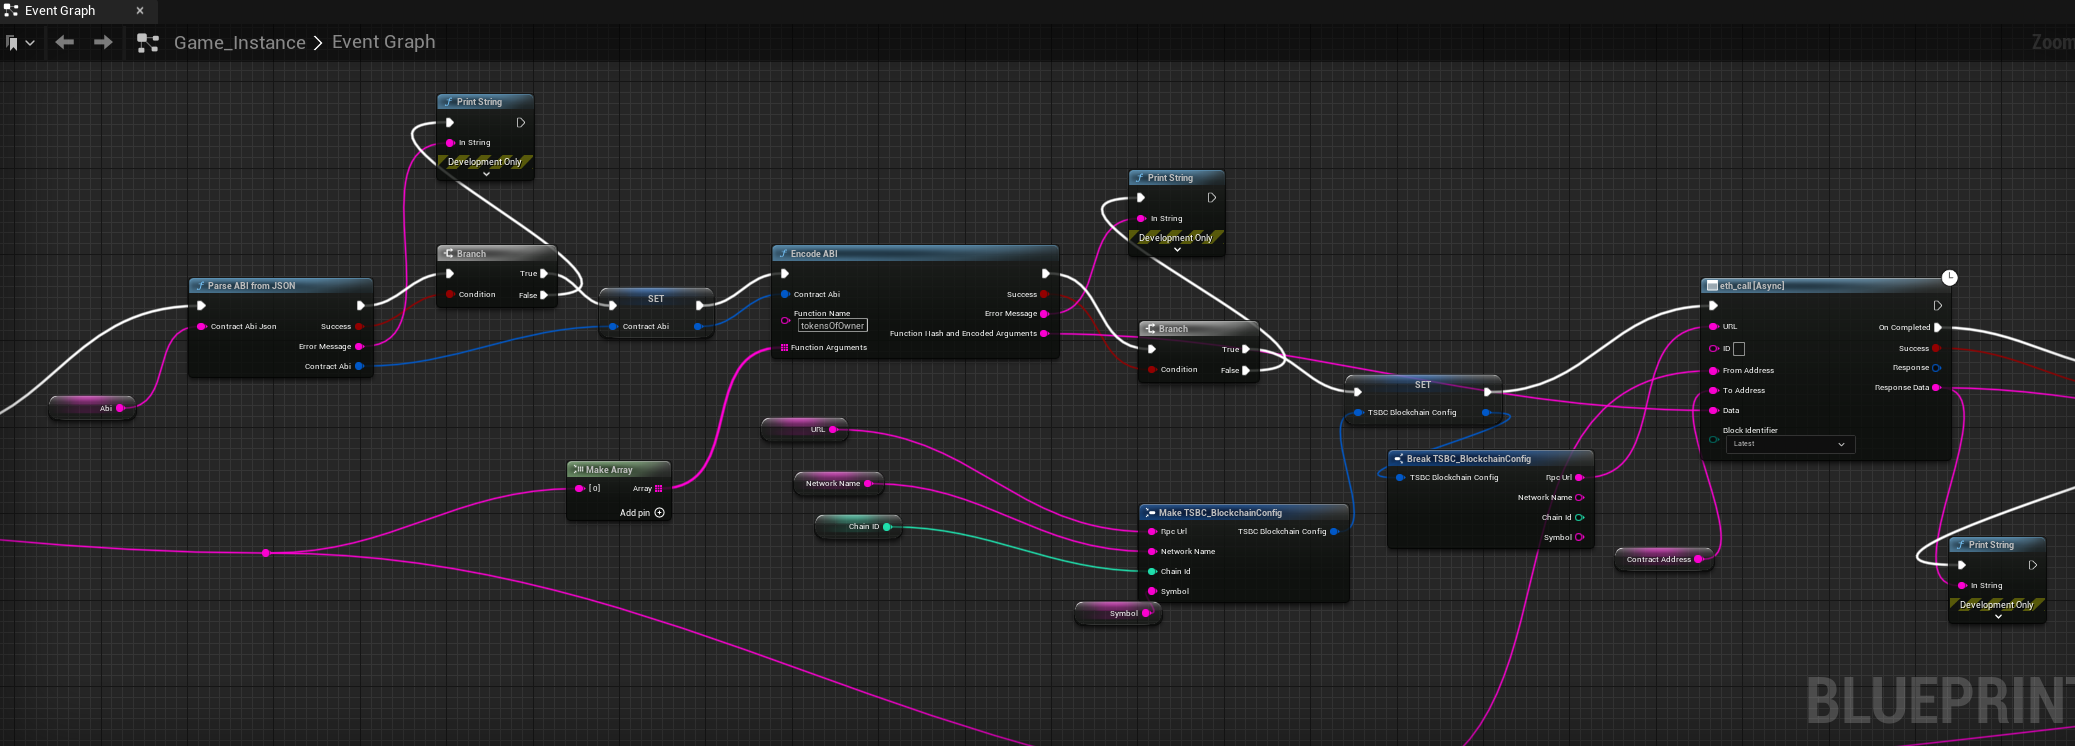 Event Graph
Game_Instance > Event Graph
Zoom
Print String
In String
Development Only
Print String
In String
Development Only
Branch
True
Condition
False
Parse ABI from JSON
Contract Abi Json
Success
Error Message
Contract Abi
Abi
SET
Contract Abi
Encode ABI
Contract Abi
Function Name
tokensOfOwner
Function Arguments
Success
Error Message
Function Hash and Encoded Arguments
Branch
True
Condition
False
SET
TSBC Blockchain Config
eth_call [Async]
URL
ID
From Address
To Address
Data
Block Identifier
Latest
On Completed
Success
Response
Response Data
URL
Network Name
Chain ID
Make Array
[0]
Array
Add pin
Make TSBC_BlockchainConfig
Rpc Url
TSBC Blockchain Config
Network Name
Chain Id
Symbol
Symbol
Break TSBC_BlockchainConfig
TSBC Blockchain Config
Rpc Url
Network Name
Chain Id
Symbol
Contract Address
Print String
In String
Development Only
BLUEPRINT